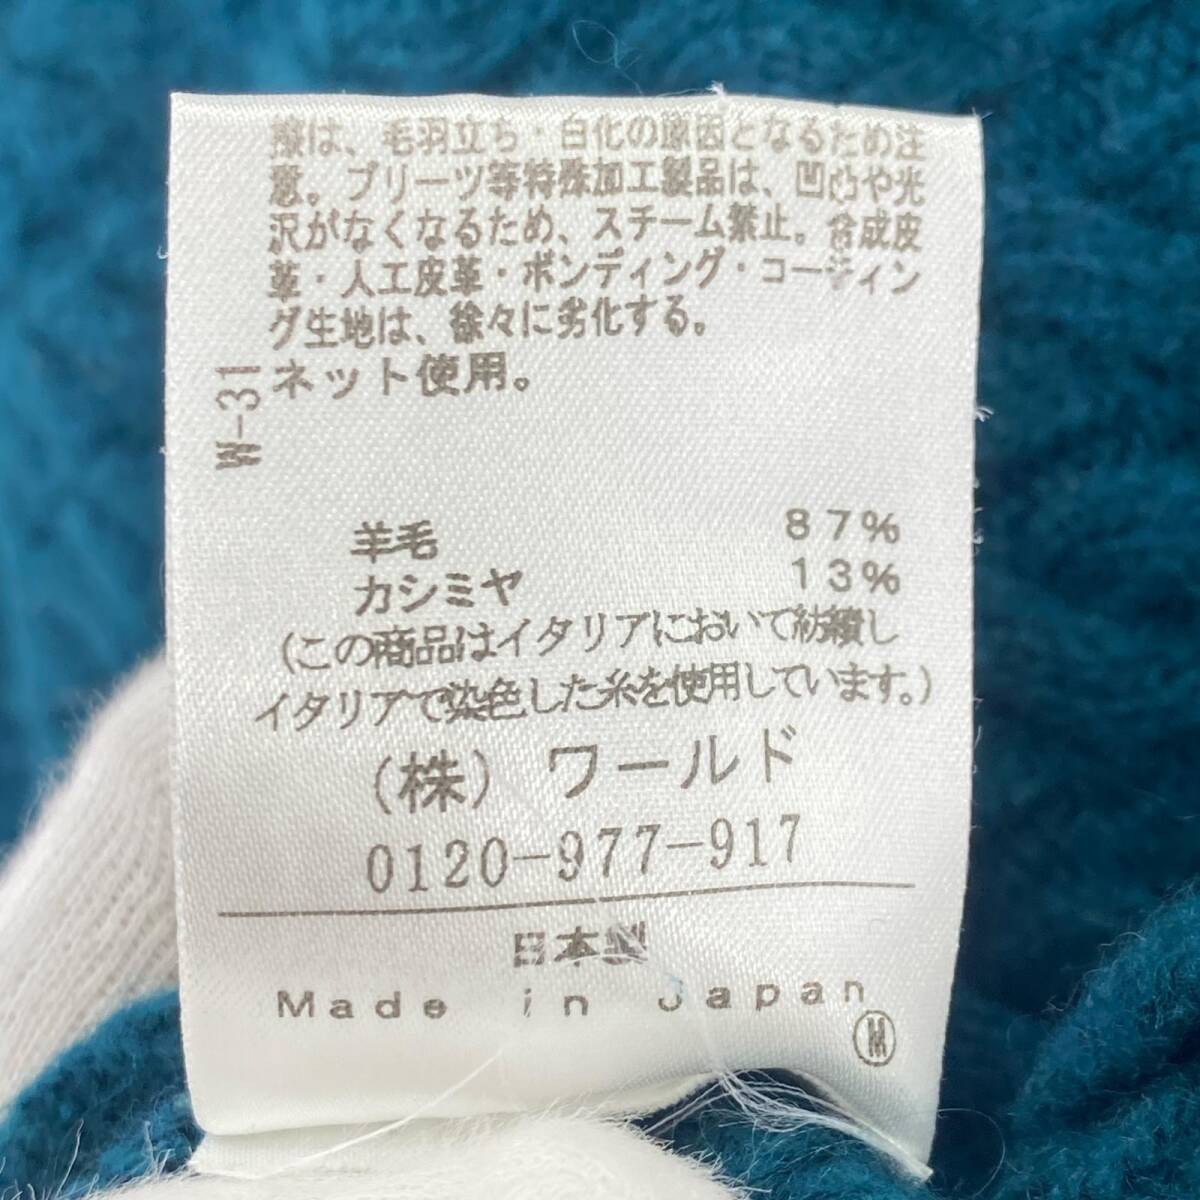 擦は、毛羽立ち・白化の原因となるため注
意。プリーツ等特殊加工製品は、凹凸や光
沢がなくなるため、スチーム禁止。合成皮
革・人工皮革・ボンディング・コーティン
グ生地は、徐々に劣化する。
ネット使用。
W-31
羊毛 87%
カシミヤ 13%
(この商品はイタリアにおいて紡績し
イタリアで染色した糸を使用しています。)
(株) ワールド
0120-977-917
日本製
Made in Japan
M